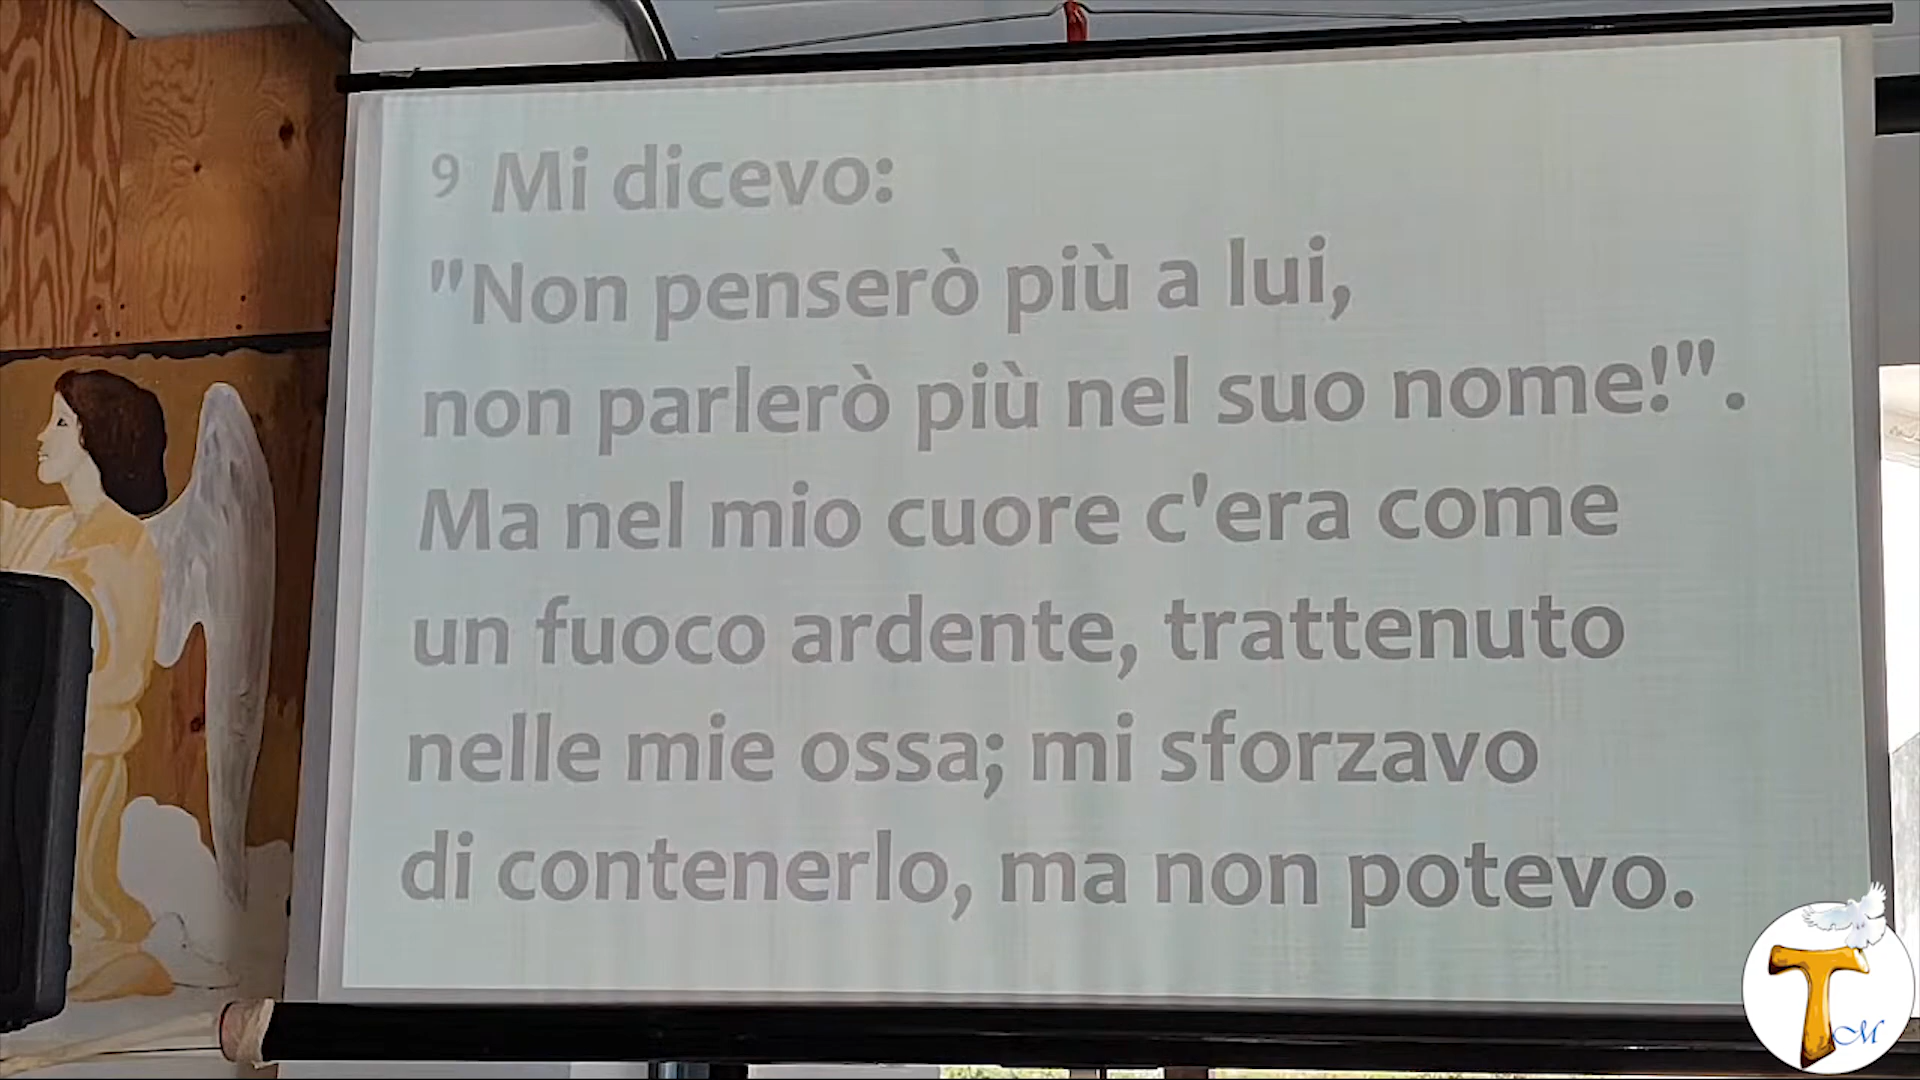 9 Mi dicevo:
"Non penserò più a lui,
non parlerò più nel suo nome!".
Ma nel mio cuore c'era come
un fuoco ardente, trattenuto
nelle mie ossa; mi sforzavo
di contenerlo, ma non potevo.
T M